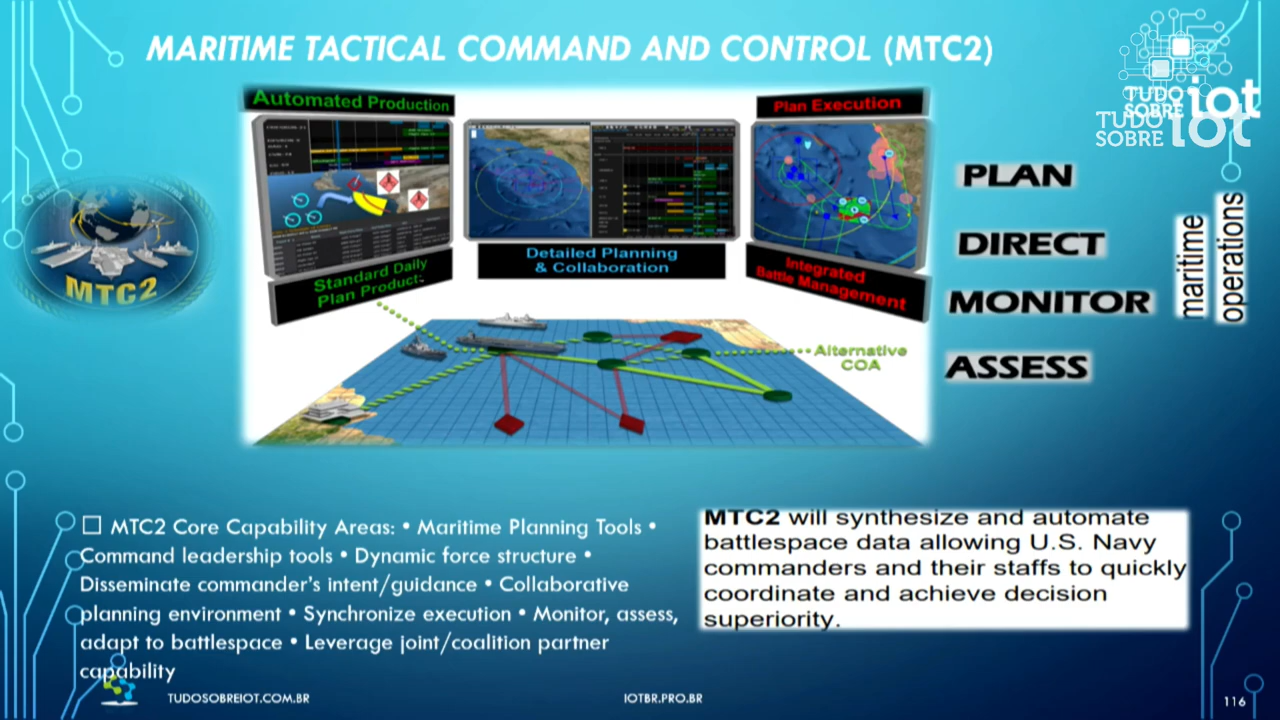 MARITIME TACTICAL COMMAND AND CONTROL (MTC2)
TUDO
SOBRE
iot
TUDO
SOBRE
iot
Automated Production
Plan Execution
Detailed Planning
& Collaboration
Standard Daily
Plan Product
Integrated
Battle Management
MTC2
Alternative
COA
PLAN
DIRECT
MONITOR
ASSESS
maritime
operations
☐ MTC2 Core Capability Areas: • Maritime Planning Tools •
Command leadership tools • Dynamic force structure •
Disseminate commander's intent/guidance • Collaborative
planning environment • Synchronize execution • Monitor, assess,
adapt to battlespace • Leverage joint/coalition partner
capability
MTC2 will synthesize and automate
battlespace data allowing U.S. Navy
commanders and their staffs to quickly
coordinate and achieve decision
superiority.
TUDOSOBREIOT.COM.BR
IOTBR.PRO.BR
116